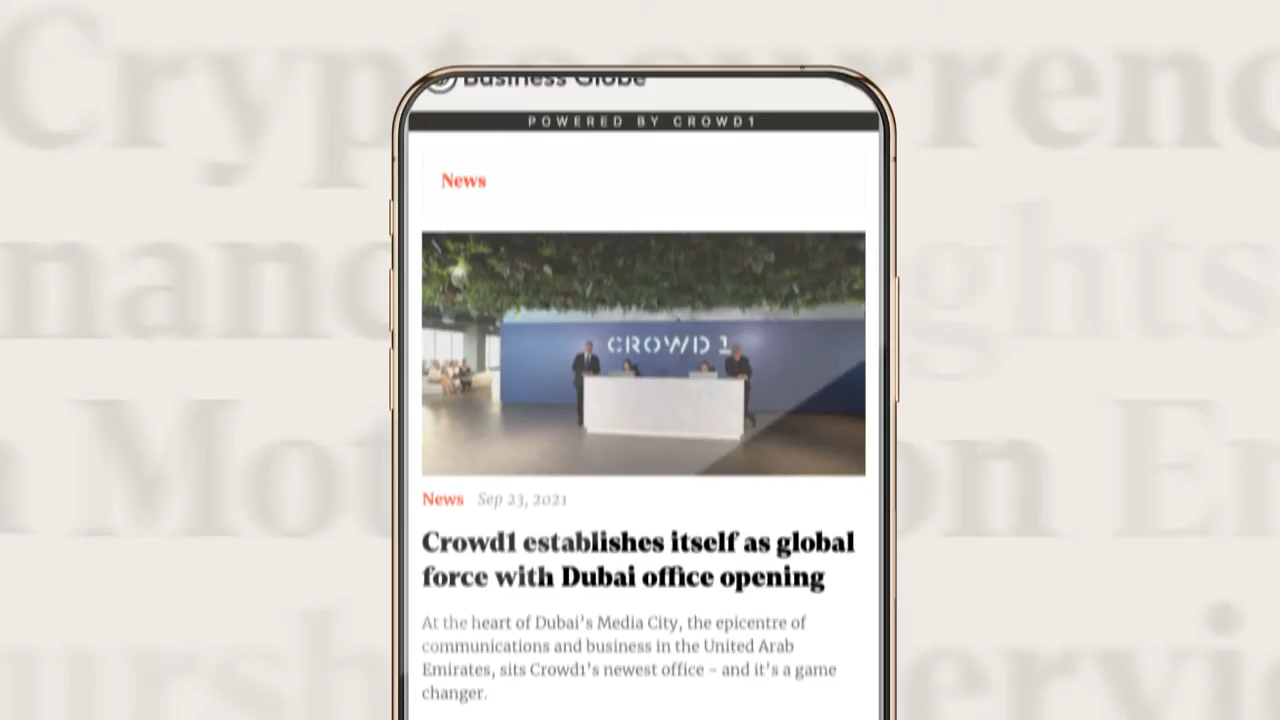 Business Globe
POWERED BY CROWD1
News
CROWD 1
News Sep 23, 2021
Crowd1 establishes itself as global
force with Dubai office opening
At the heart of Dubai's Media City, the epicentre of
communications and business in the United Arab
Emirates, sits Crowd1's newest office – and it's a game
changer.